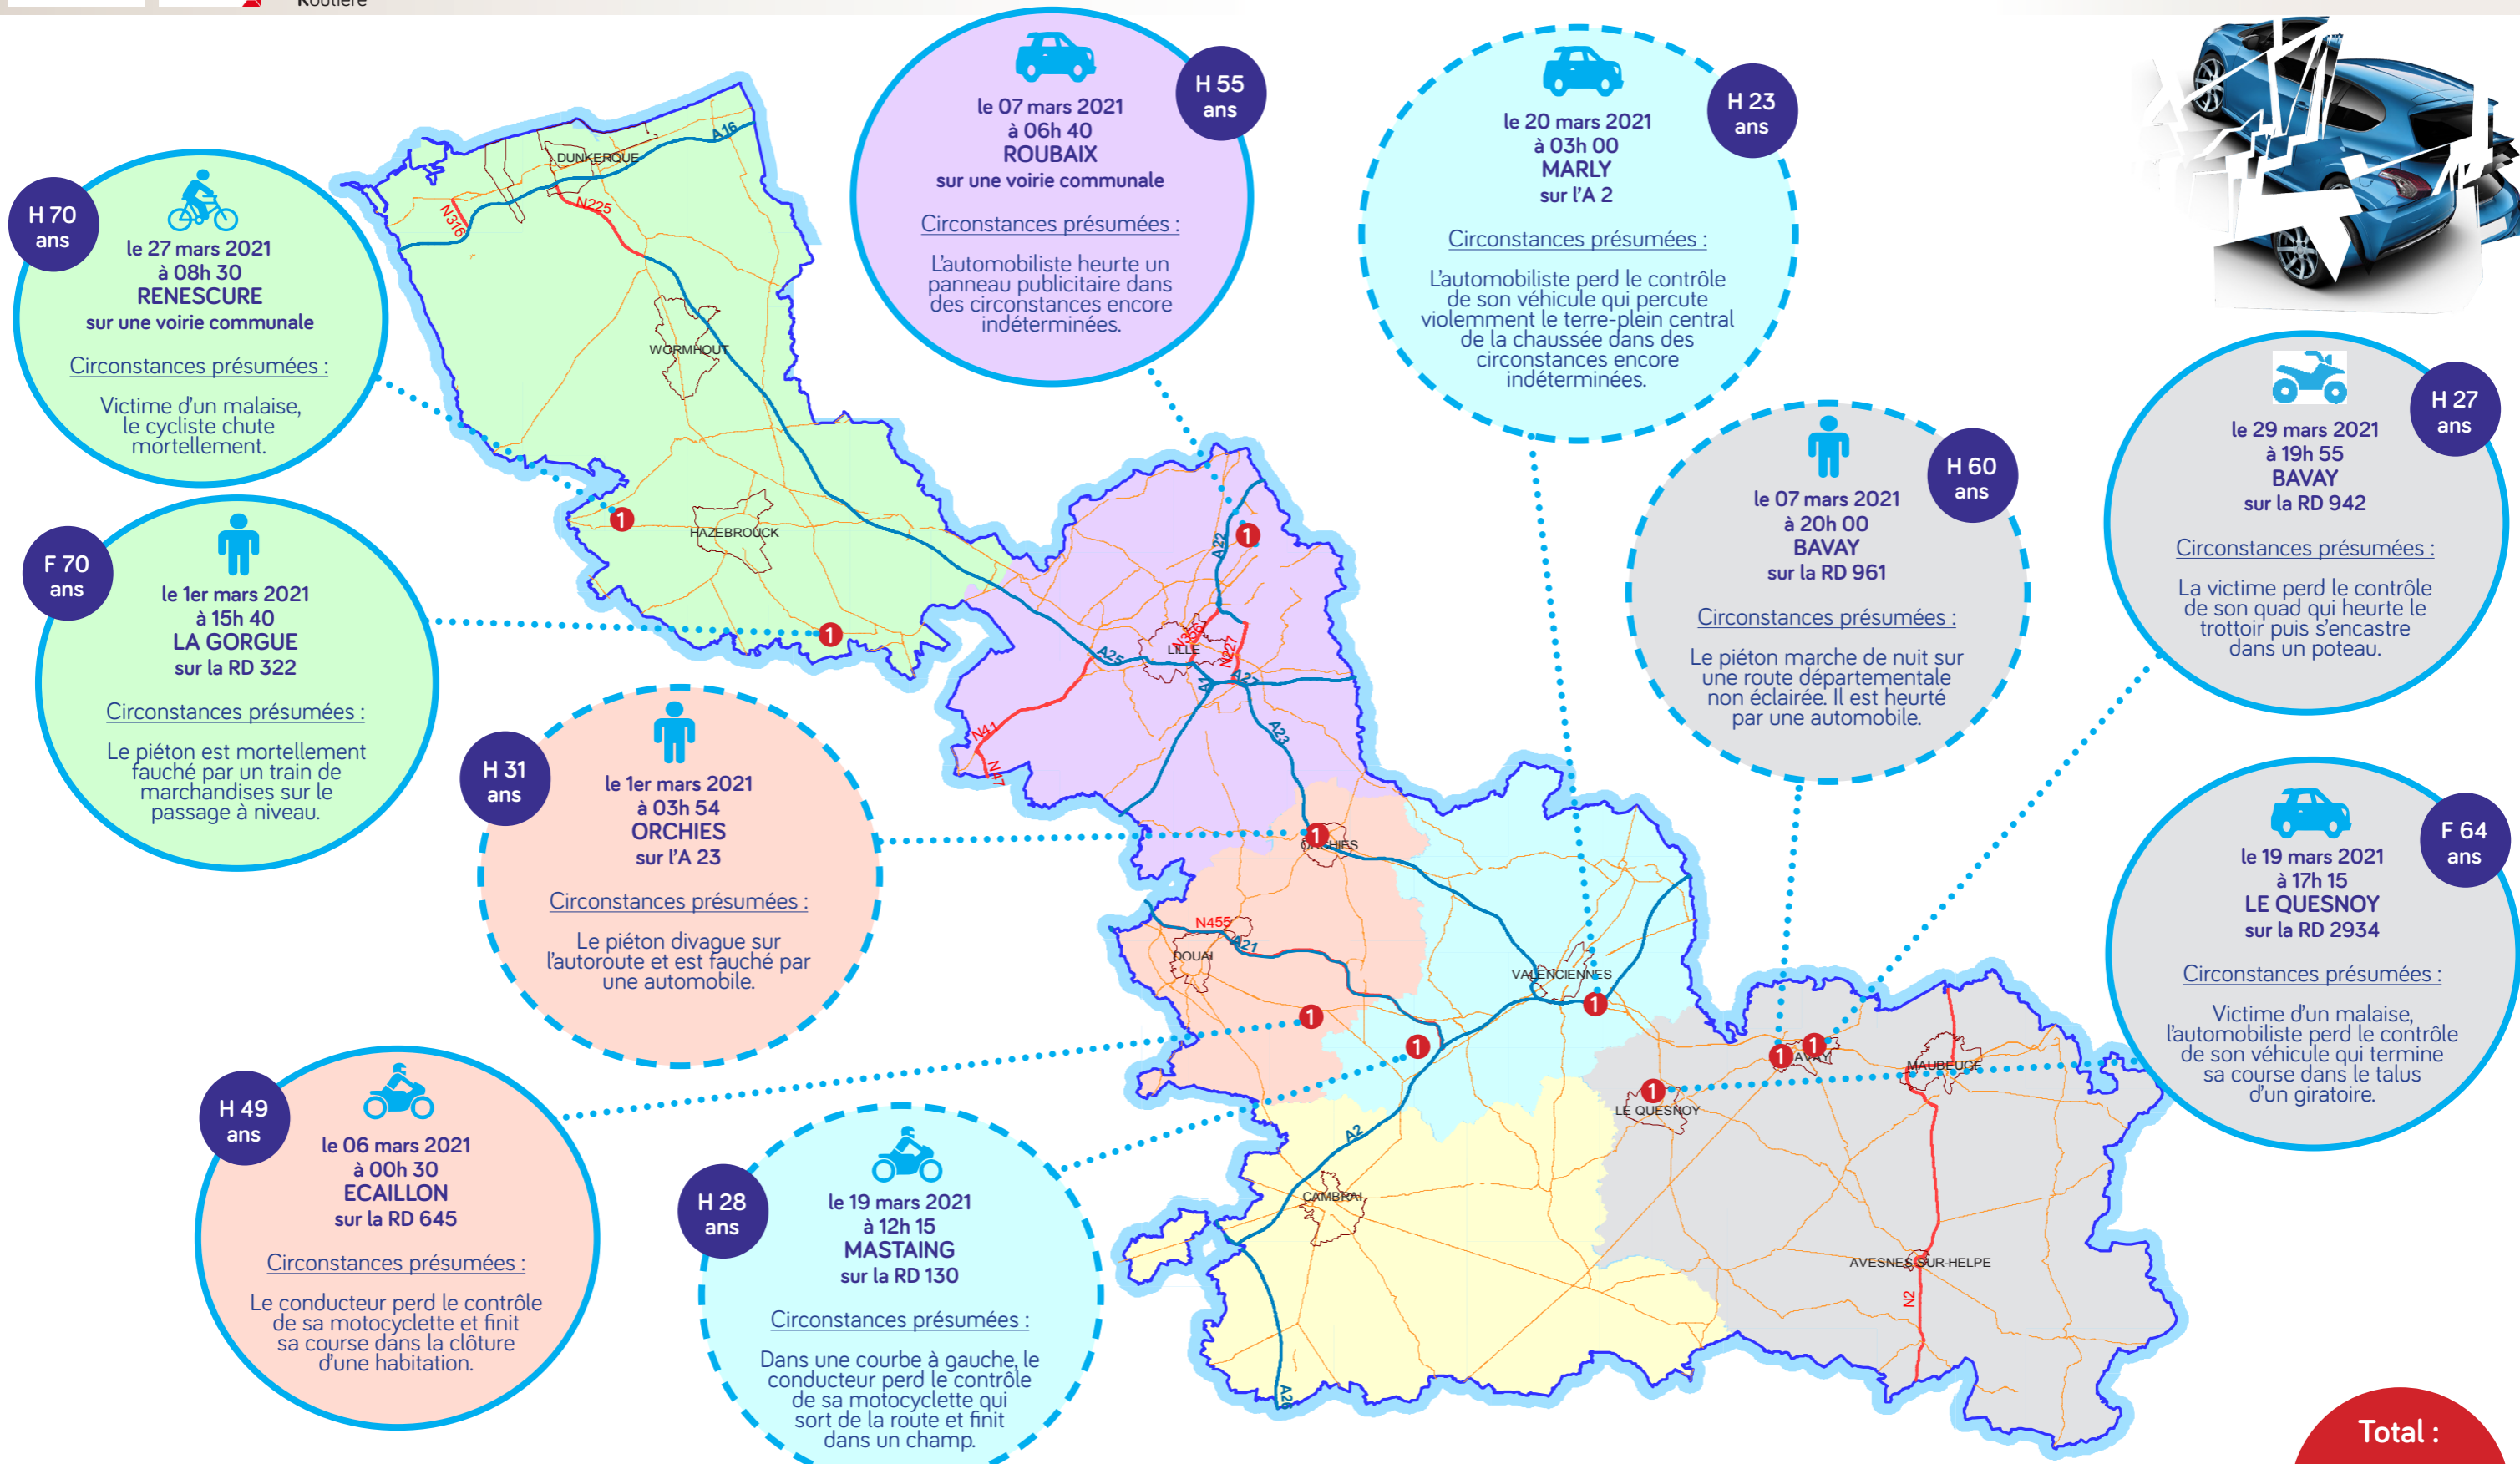 Routière
H 55
ans
le 07 mars 2021
à 06h 40
ROUBAIX
sur une voirie communale
Circonstances présumées :
L'automobiliste heurte un
panneau publicitaire dans
des circonstances encore
indéterminées.
H 23
ans
le 20 mars 2021
à 03h 00
MARLY
sur l'A 2
Circonstances présumées :
L'automobiliste perd le contrôle
de son véhicule qui percute
violemment le terre-plein central
de la chaussée dans des
circonstances encore
indéterminées.
H 70
ans
le 27 mars 2021
à 08h 30
RENESCURE
sur une voirie communale
Circonstances présumées :
Victime d'un malaise,
le cycliste chute
mortellement.
H 60
ans
le 07 mars 2021
à 20h 00
BAVAY
sur la RD 961
Circonstances présumées :
Le piéton marche de nuit sur
une route départementale
non éclairée. Il est heurté
par une automobile.
H 27
ans
le 29 mars 2021
à 19h 55
BAVAY
sur la RD 942
Circonstances présumées :
La victime perd le contrôle
de son quad qui heurte le
trottoir puis s'encastre
dans un poteau.
F 70
ans
le 1er mars 2021
à 15h 40
LA GORGUE
sur la RD 322
Circonstances présumées :
Le piéton est mortellement
fauché par un train de
marchandises sur le
passage à niveau.
H 31
ans
le 1er mars 2021
à 03h 54
ORCHIES
sur l'A 23
Circonstances présumées :
Le piéton divague sur
l'autoroute et est fauché par
une automobile.
F 64
ans
le 19 mars 2021
à 17h 15
LE QUESNOY
sur la RD 2934
Circonstances présumées :
Victime d'un malaise,
l'automobiliste perd le contrôle
de son véhicule qui termine
sa course dans le talus
d'un giratoire.
H 49
ans
le 06 mars 2021
à 00h 30
ECAILLON
sur la RD 645
Circonstances présumées :
Le conducteur perd le contrôle
de sa motocyclette et finit
sa course dans la clôture
d'une habitation.
H 28
ans
le 19 mars 2021
à 12h 15
MASTAING
sur la RD 130
Circonstances présumées :
Dans une courbe à gauche, le
conducteur perd le contrôle
de sa motocyclette qui
sort de la route et finit
dans un champ.
A16
DUNKERQUE
N316
N225
WORMHOUT
HAZEBROUCK
1
1
1
A22
N356
N227
LILLE
A25
A1
A27
A23
N41
N47
1
ORCHIES
N455
A21
DOUAI
VALENCIENNES
1
1
1
1
1
MAUBEUGE
1
LE QUESNOY
A2
CAMBRAI
AVESNES-SUR-HELPE
N2
Total :